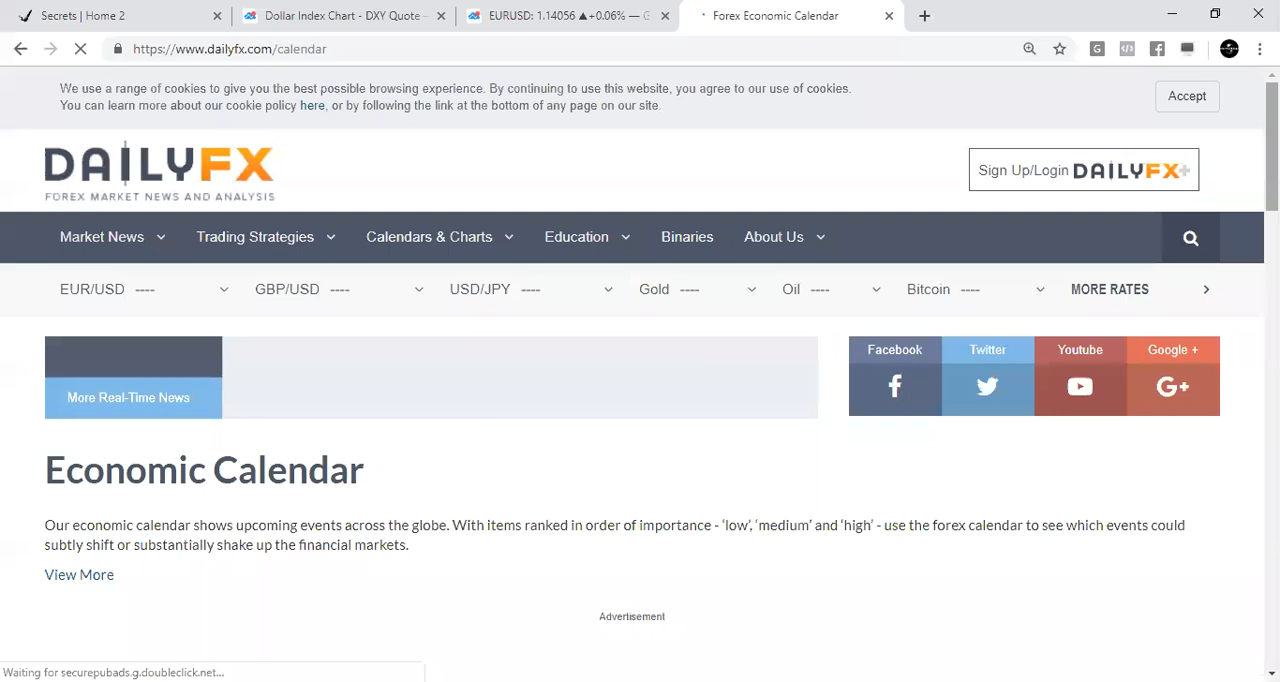 Secrets | Home 2
Dollar Index Chart - DXY Quote -
EURUSD: 1.14056 ▲+0.06% — G
Forex Economic Calendar
https://www.dailyfx.com/calendar
We use a range of cookies to give you the best possible browsing experience. By continuing to use this website, you agree to our use of cookies.
You can learn more about our cookie policy here, or by following the link at the bottom of any page on our site.
Accept
DAILYFX
FOREX MARKET NEWS AND ANALYSIS
Sign Up/Login DAILYFX+
Market News
Trading Strategies
Calendars & Charts
Education
Binaries
About Us
EUR/USD ----
GBP/USD ----
USD/JPY ----
Gold ----
Oil ----
Bitcoin ----
MORE RATES
More Real-Time News
Facebook
Twitter
Youtube
Google +
G+
Economic Calendar
Our economic calendar shows upcoming events across the globe. With items ranked in order of importance - ‘low’, ‘medium’ and ‘high’ - use the forex calendar to see which events could
subtly shift or substantially shake up the financial markets.
View More
Advertisement
Waiting for securepubads.g.doubleclick.net...